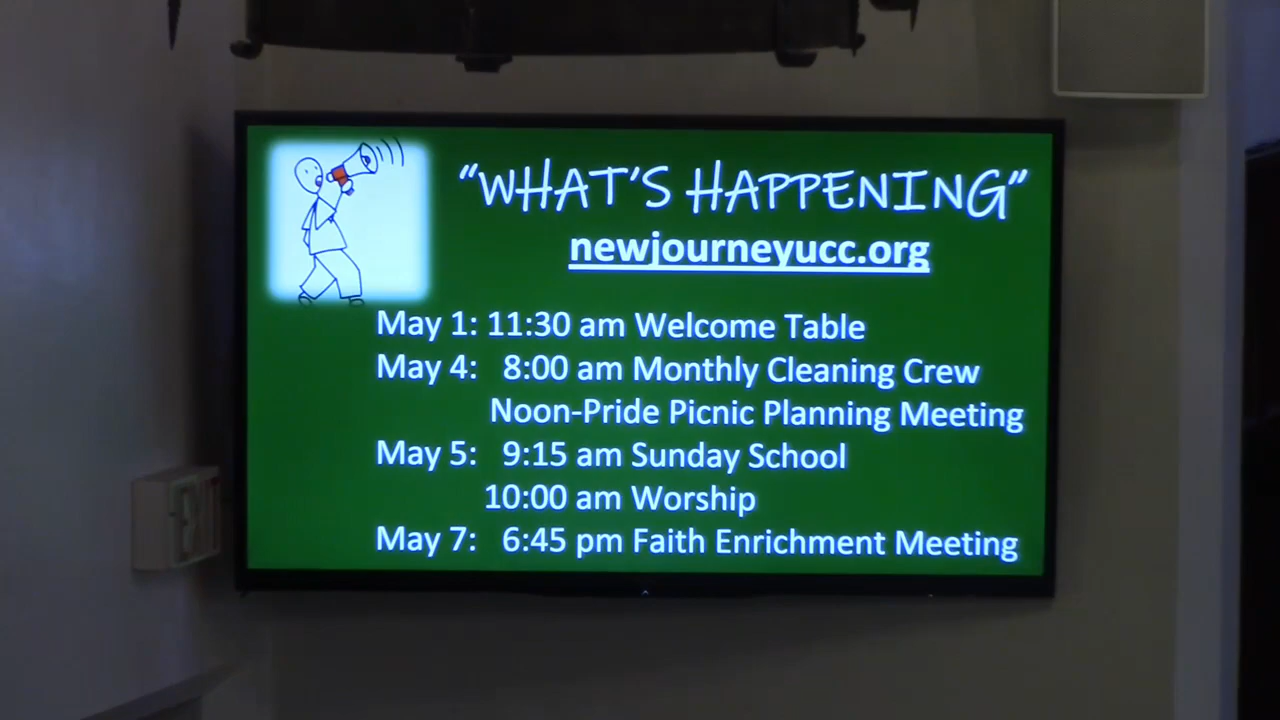 “WHAT’S HAPPENING”
newjourneyucc.org
May 1: 11:30 am Welcome Table
May 4: 8:00 am Monthly Cleaning Crew
Noon-Pride Picnic Planning Meeting
May 5: 9:15 am Sunday School
10:00 am Worship
May 7: 6:45 pm Faith Enrichment Meeting